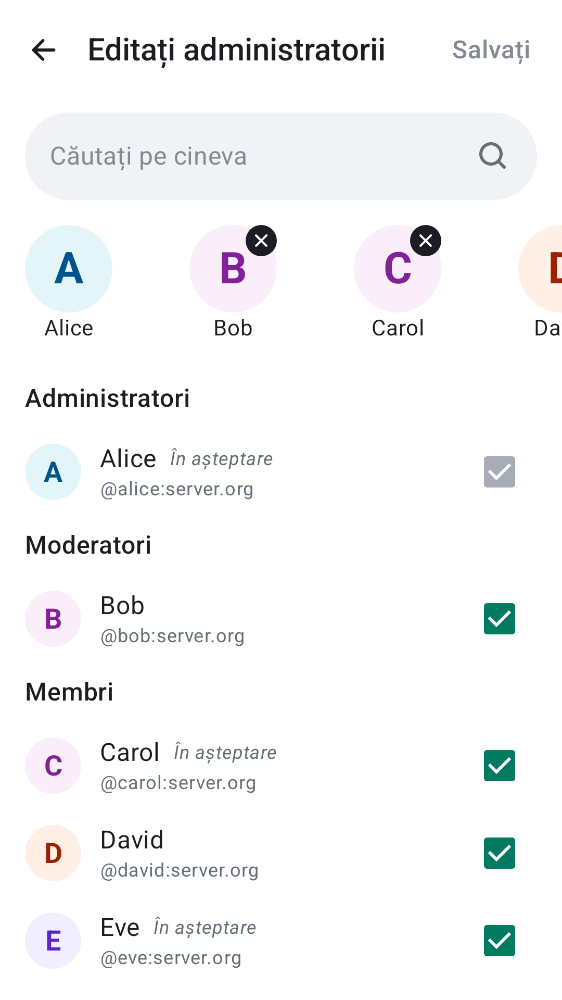 Editați administratorii
Salvați
Căutați pe cineva
A
B
C
D
Alice
Bob
Carol
Da
Administratori
A
Alice În așteptare
@alice:server.org
Moderatori
B
Bob
@bob:server.org
Membri
C
Carol În așteptare
@carol:server.org
D
David
@david:server.org
E
Eve În așteptare
@eve:server.org